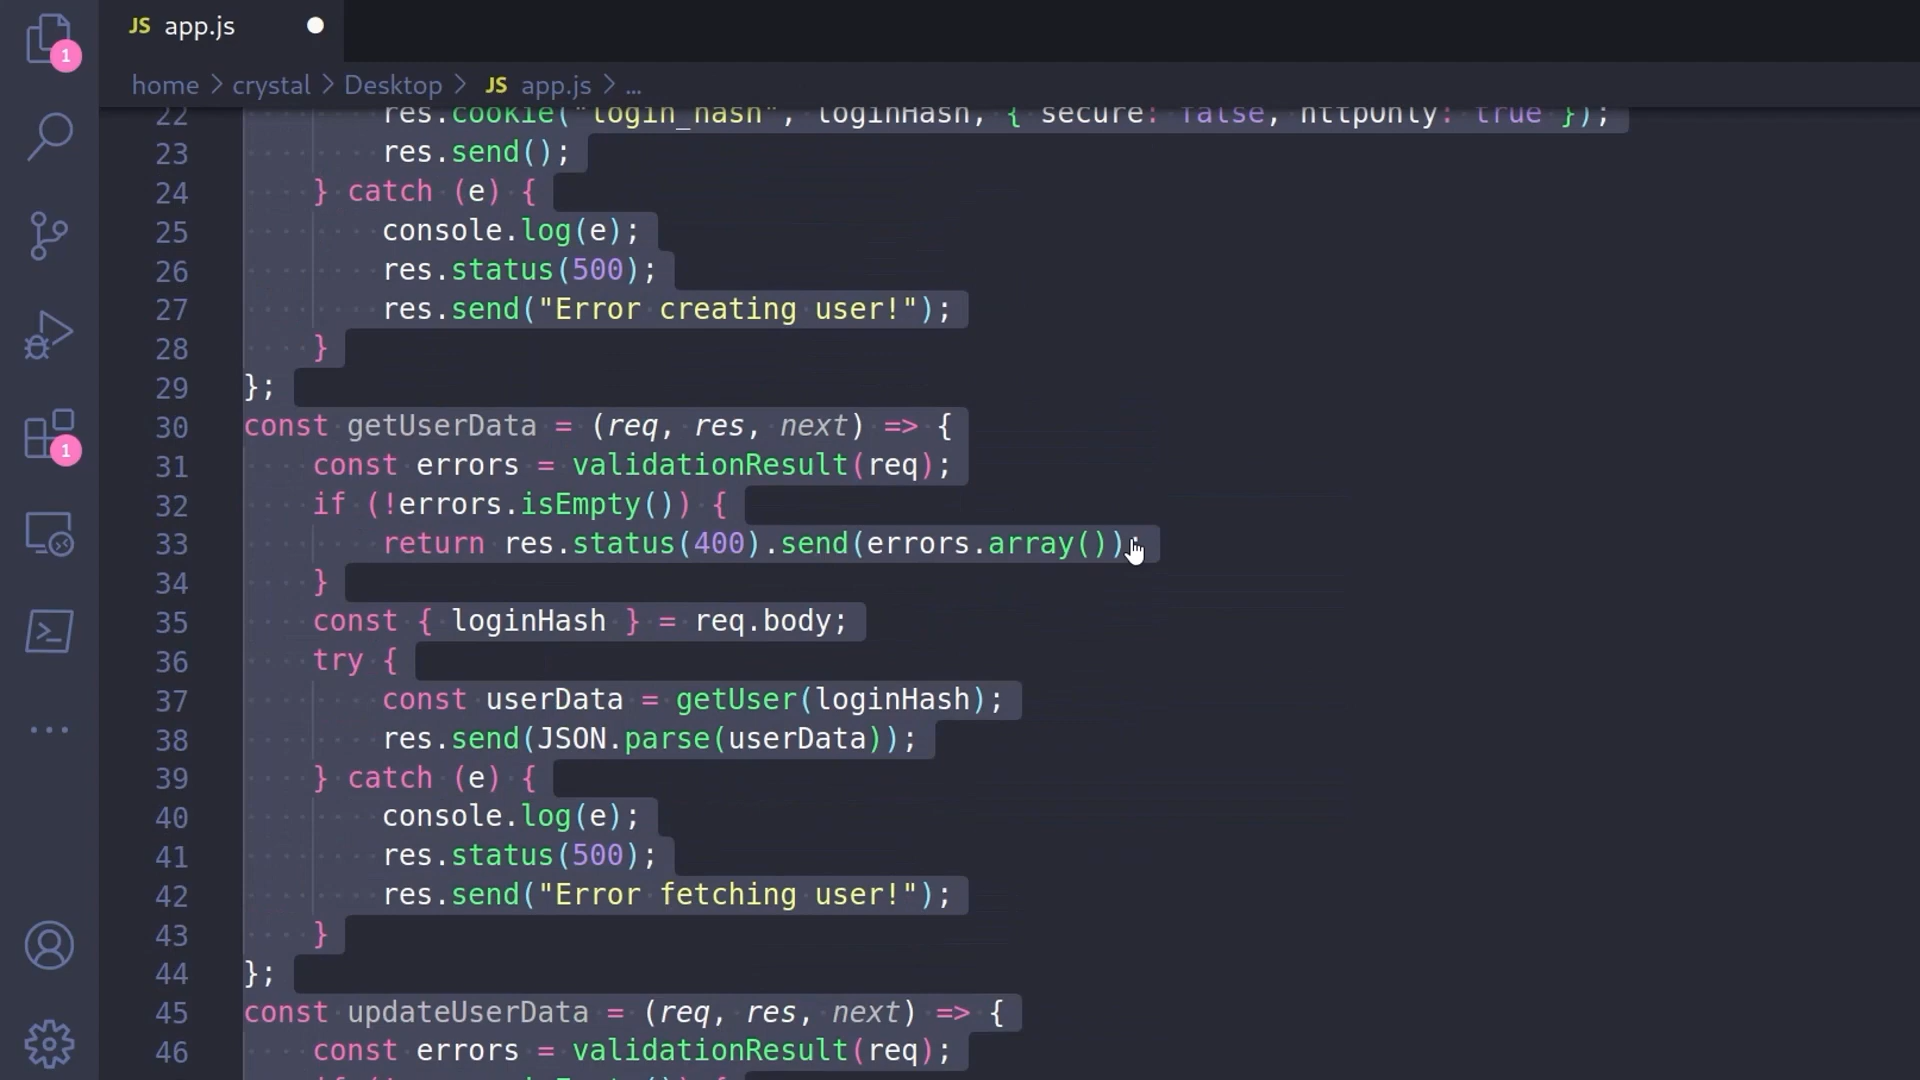 1
JS app.js
home > crystal > Desktop > JS app.js > ...
22 res.cookie("login_hash", loginHash, { secure: false, httpOnly: true });
23 res.send();
24 } catch (e) {
25 console.log(e);
26 res.status(500);
27 res.send("Error creating user!");
28 }
29 };
30 const getUserData = (req, res, next) => {
31 const errors = validationResult(req);
32 if (!errors.isEmpty()) {
33 return res.status(400).send(errors.array());
34 }
35 const { loginHash } = req.body;
36 try {
37 const userData = getUser(loginHash);
38 res.send(JSON.parse(userData));
39 } catch (e) {
40 console.log(e);
41 res.status(500);
42 res.send("Error fetching user!");
43 }
44 };
45 const updateUserData = (req, res, next) => {
46 const errors = validationResult(req);
1